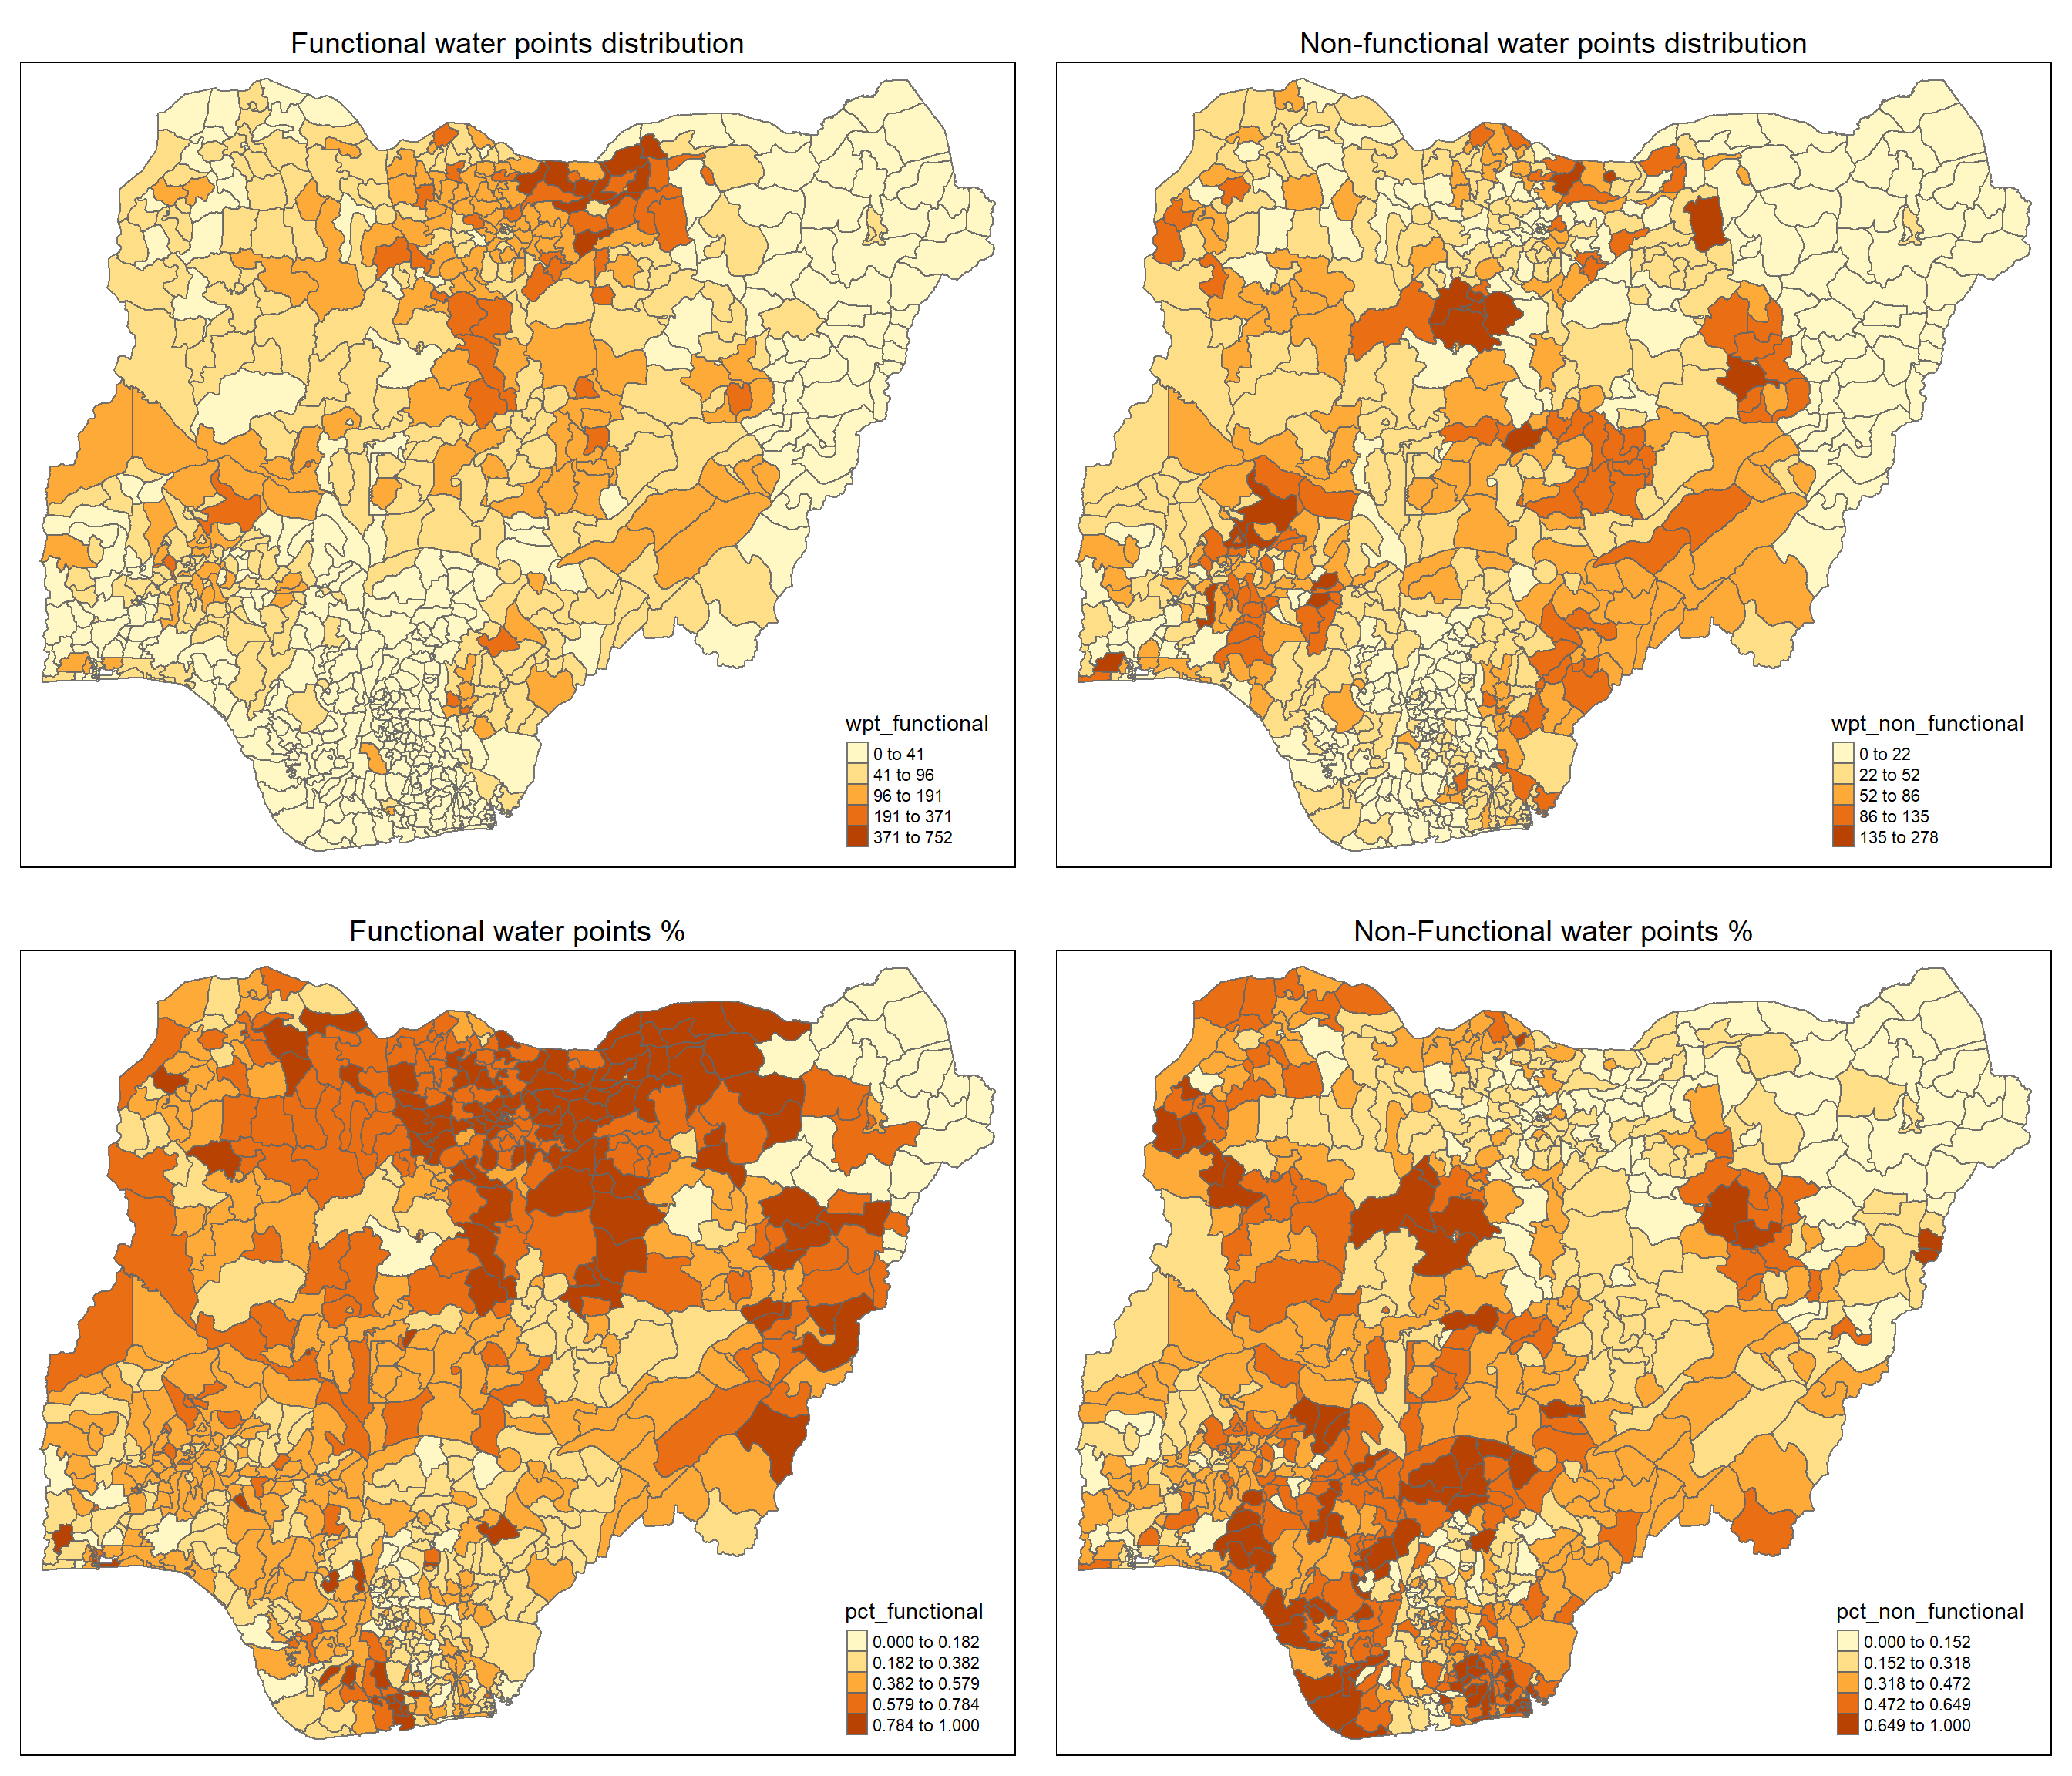 Functional water points distribution
wpt_functional
0 to 41
41 to 96
96 to 191
191 to 371
371 to 752
Non-functional water points distribution
wpt_non_functional
0 to 22
22 to 52
52 to 86
86 to 135
135 to 278
Functional water points %
pct_functional
0.000 to 0.182
0.182 to 0.382
0.382 to 0.579
0.579 to 0.784
0.784 to 1.000
Non-Functional water points %
pct_non_functional
0.000 to 0.152
0.152 to 0.318
0.318 to 0.472
0.472 to 0.649
0.649 to 1.000